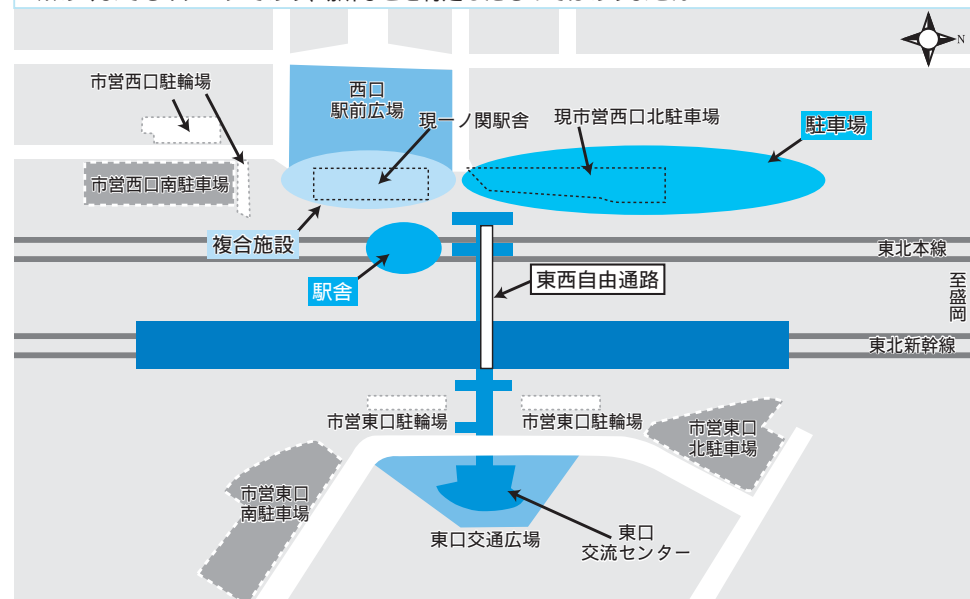 N
市営西口駐輪場
西口
駅前広場
現一ノ関駅舎
現市営西口北駐車場
駐車場
市営西口南駐車場
複合施設
東北本線
駅舎
東西自由通路
至盛岡
東北新幹線
市営東口駐輪場
市営東口駐輪場
市営東口
北駐車場
市営東口
南駐車場
東口交通広場
東口
交流センター